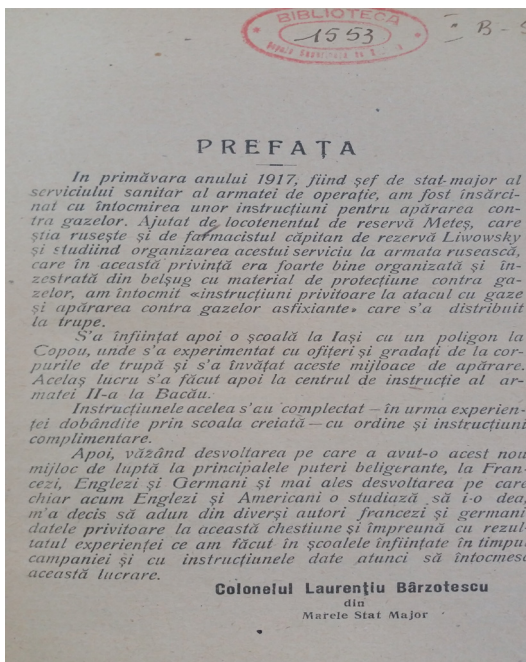 BIBLIOTECA
1553
B-
PREFAŢA
In primăvara anului 1917, fiind şef de stat-major al
serviciului sanitar al armatei de operaţie, am fost însărci-
nat cu întocmirea unor instrucţiuni pentru apărarea con-
tra gazelor. Ajutat de locotenentul de reservă Meteş, care
ştia ruseşte şi de farmacistul căpitan de rezervă Liwowsky
şi studiind organizarea acestui serviciu la armata rusească,
care în această privinţă era foarte bine organizată şi în-
zestrată din belşug cu material de protecţiune contra ga-
zelor, am întocmit «instrucţiuni privitoare la atacul cu gaze
şi apărarea contra gazelor asfixiante» care s'a distribuit
la trupe.
S'a înfiinţat apoi o şcoală la Iaşi cu un poligon la
Copou, unde s'a experimentat cu ofiţeri şi gradaţi de la cor-
purile de trupă şi s'a învăţat aceste mijloace de apărare.
Acelaş lucru s'a făcut apoi la centrul de instrucţie al ar-
matei II-a la Bacău.
Instrucţiunele acelea s'au complectat – în urma experien-
ţei dobândite prin scoala creiată – cu ordine şi instrucţiuni
complimentare.
Apoi, văzând desvoltarea pe care a avut-o acest nou
mijloc de luptă la principalele puteri beligerante, la Fran-
cezi, Englezi şi Germani şi mai ales desvoltarea pe care
chiar acum Englezi şi Americani o studiază să i-o dea,
m'a decis să adun din diverşi autori francezi şi germani
datele privitoare la această chestiune şi împreună cu rezul-
tatul experienţei ce am făcut în şcoalele înfiinţate în timpul
campaniei şi cu instrucţiunele date atunci să întocmesc
această lucrare.
Colonelul Laurenţiu Bârzotescu
din
Marele Stat Major